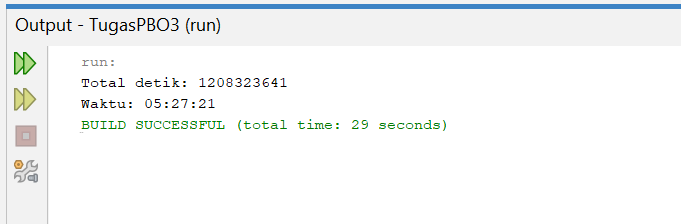 Output - TugasPBO3 (run)
run:
Total detik: 1208323641
Waktu: 05:27:21
BUILD SUCCESSFUL (total time: 29 seconds)